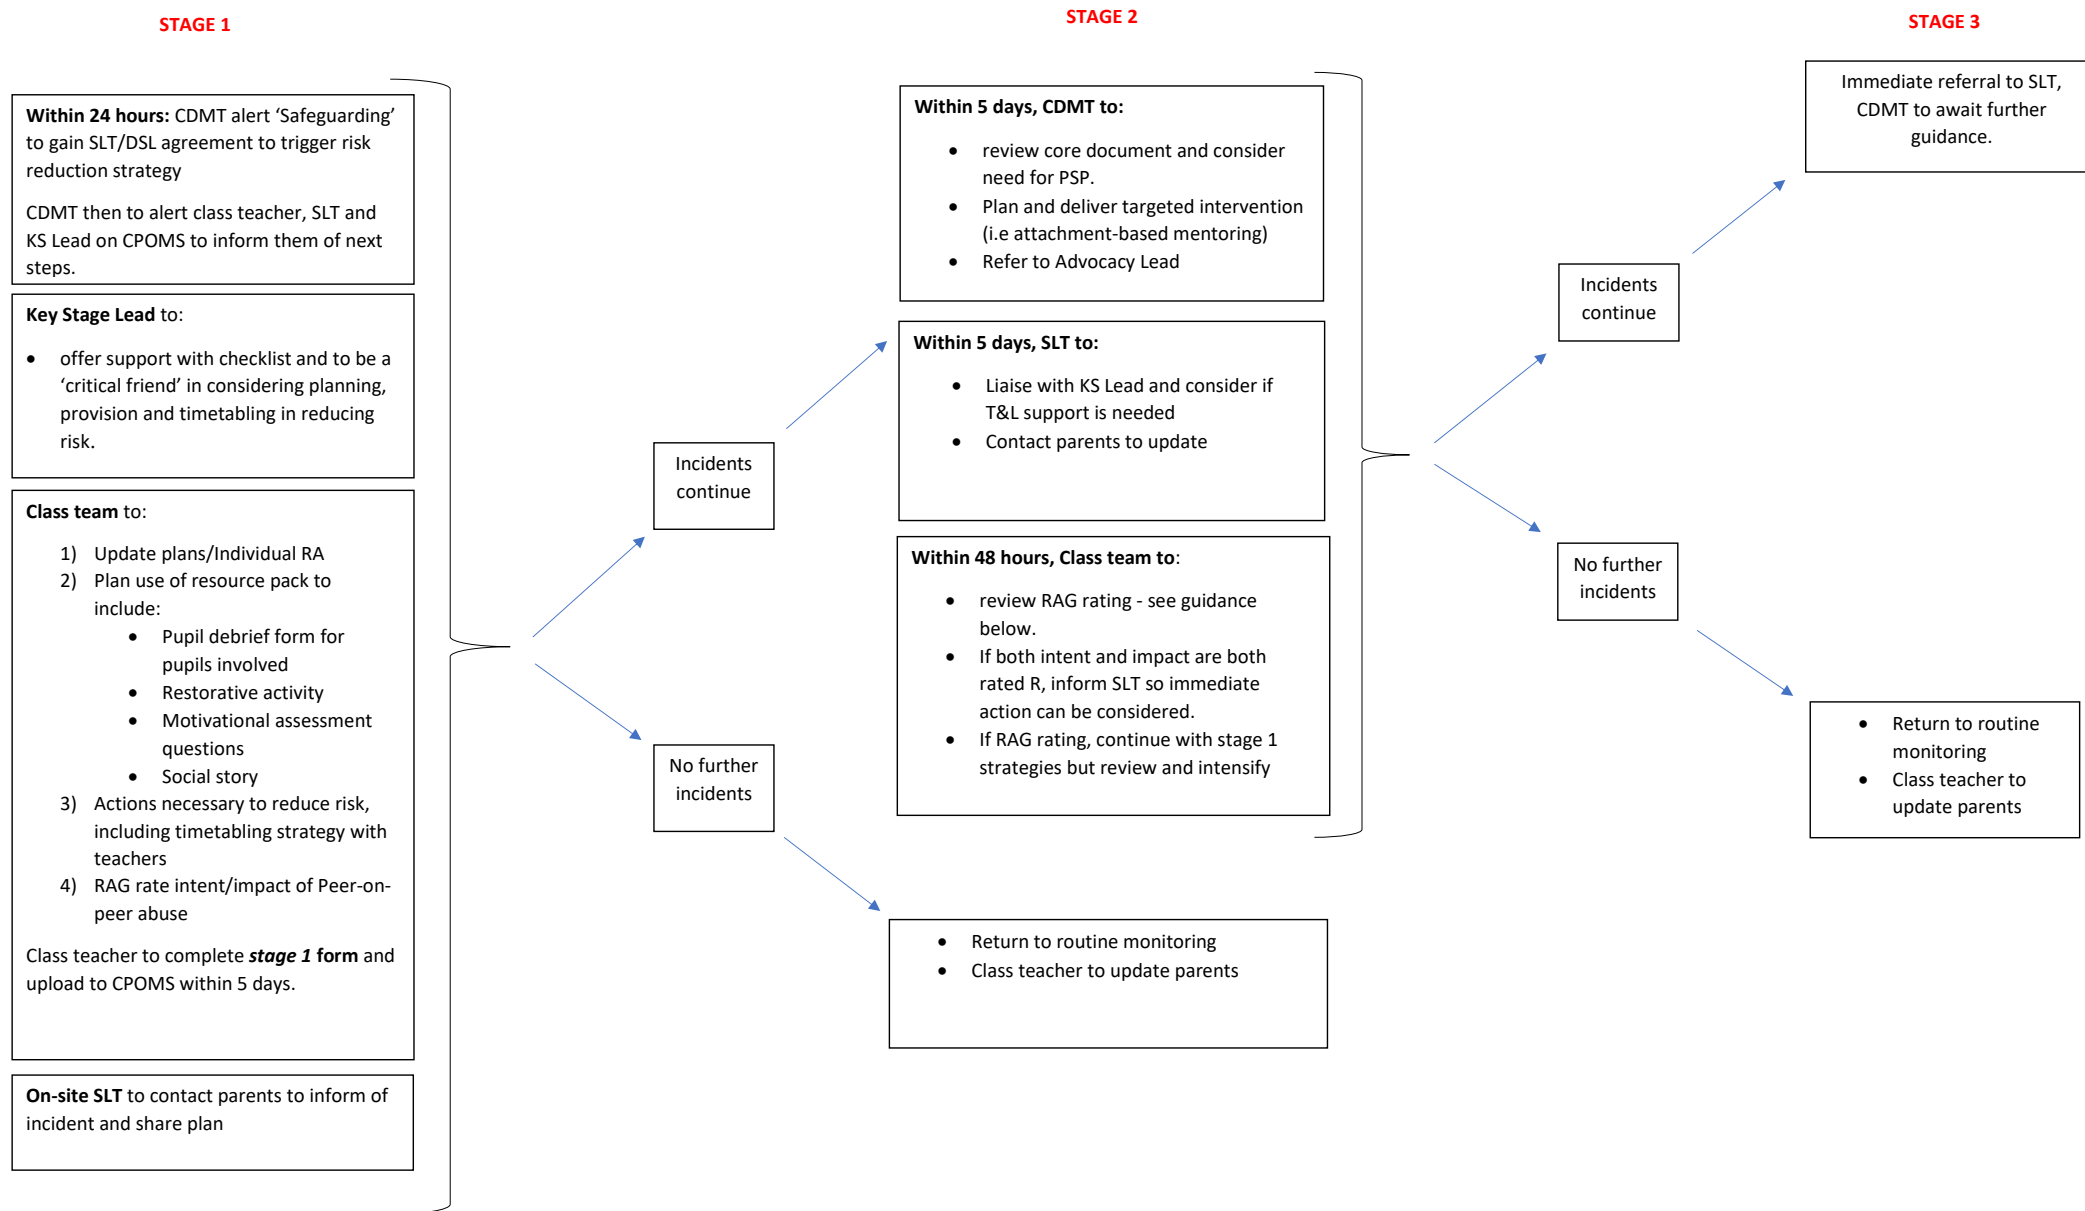 STAGE 1
Within 24 hours: CDMT alert ‘Safeguarding’
to gain SLT/DSL agreement to trigger risk
reduction strategy
CDMT then to alert class teacher, SLT and
KS Lead on CPOMS to inform them of next
steps.
Key Stage Lead to:
• offer support with checklist and to be a
‘critical friend’ in considering planning,
provision and timetabling in reducing
risk.
Class team to:
1) Update plans/Individual RA
2) Plan use of resource pack to
include:
• Pupil debrief form for
pupils involved
• Restorative activity
• Motivational assessment
questions
• Social story
3) Actions necessary to reduce risk,
including timetabling strategy with
teachers
4) RAG rate intent/impact of Peer-on-
peer abuse
Class teacher to complete stage 1 form and
upload to CPOMS within 5 days.
On-site SLT to contact parents to inform of
incident and share plan
Incidents
continue
No further
incidents
STAGE 2
Within 5 days, CDMT to:
• review core document and consider
need for PSP.
• Plan and deliver targeted intervention
(i.e attachment-based mentoring)
• Refer to Advocacy Lead
Within 5 days, SLT to:
• Liaise with KS Lead and consider if
T&L support is needed
• Contact parents to update
Within 48 hours, Class team to:
• review RAG rating - see guidance
below.
• If both intent and impact are both
rated R, inform SLT so immediate
action can be considered.
• If RAG rating, continue with stage 1
strategies but review and intensify
• Return to routine monitoring
• Class teacher to update parents
Incidents
continue
No further
incidents
STAGE 3
Immediate referral to SLT,
CDMT to await further
guidance.
• Return to routine
monitoring
• Class teacher to
update parents